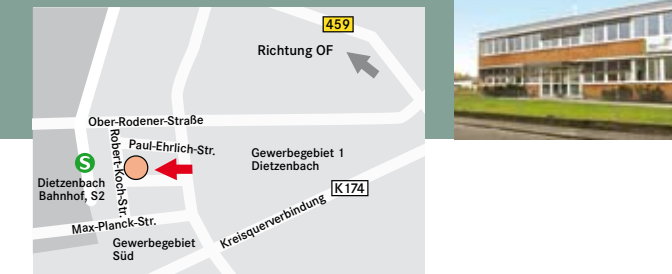 459
Richtung OF
Ober-Rodener-Straße
Paul-Ehrlich-Str.
Robert-Koch-Str.
Gewerbegebiet 1
Dietzenbach
S
Dietzenbach
Bahnhof, S2
K174
Kreisquerverbindung
Max-Planck-Str.
Gewerbegebiet
Süd